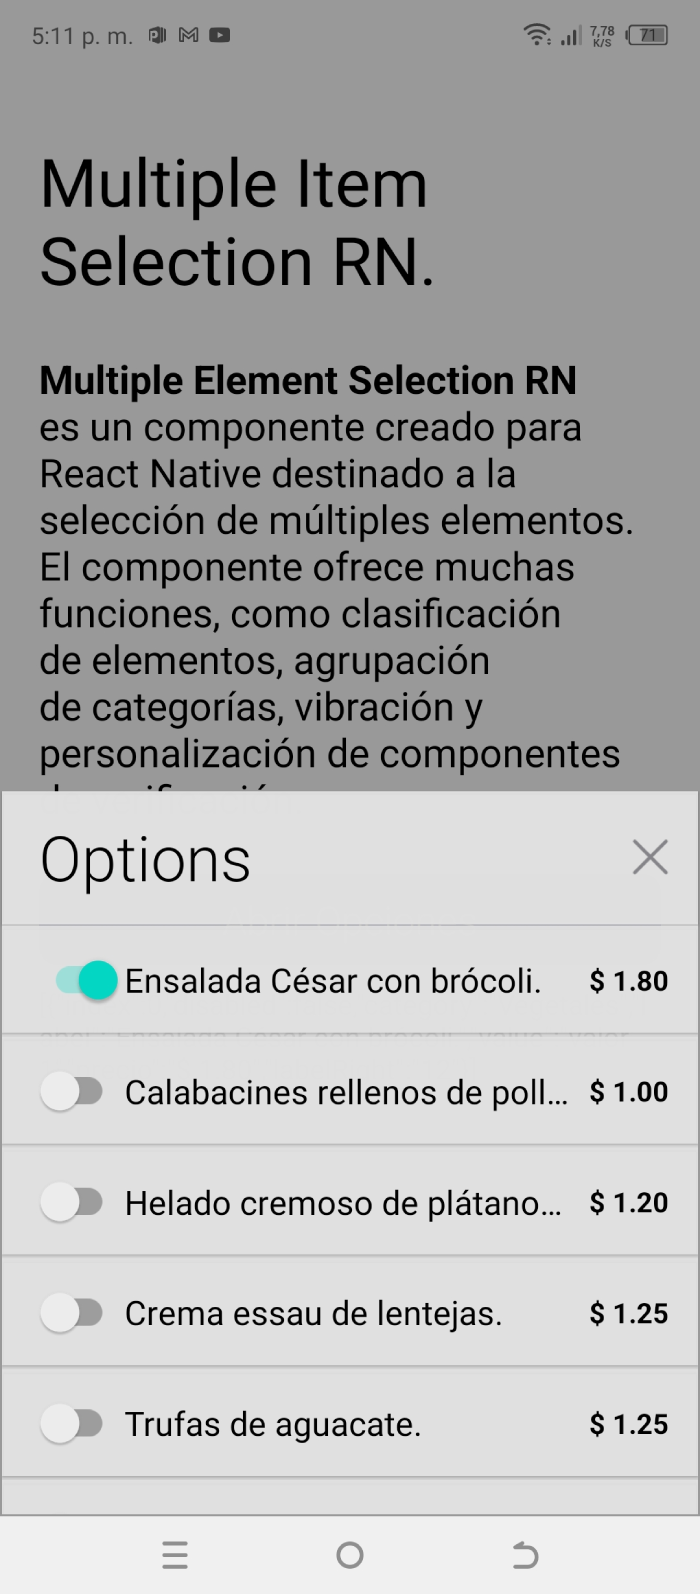 5:11 p. m.
7,78
K/S
71
Multiple Item
Selection RN.
Multiple Element Selection RN
es un componente creado para
React Native destinado a la
selección de múltiples elementos.
El componente ofrece muchas
funciones, como clasificación
de elementos, agrupación
de categorías, vibración y
personalización de componentes
Options
Ensalada César con brócoli. $ 1.80
Calabacines rellenos de poll... $ 1.00
Helado cremoso de plátano... $ 1.20
Crema essau de lentejas. $ 1.25
Trufas de aguacate. $ 1.25